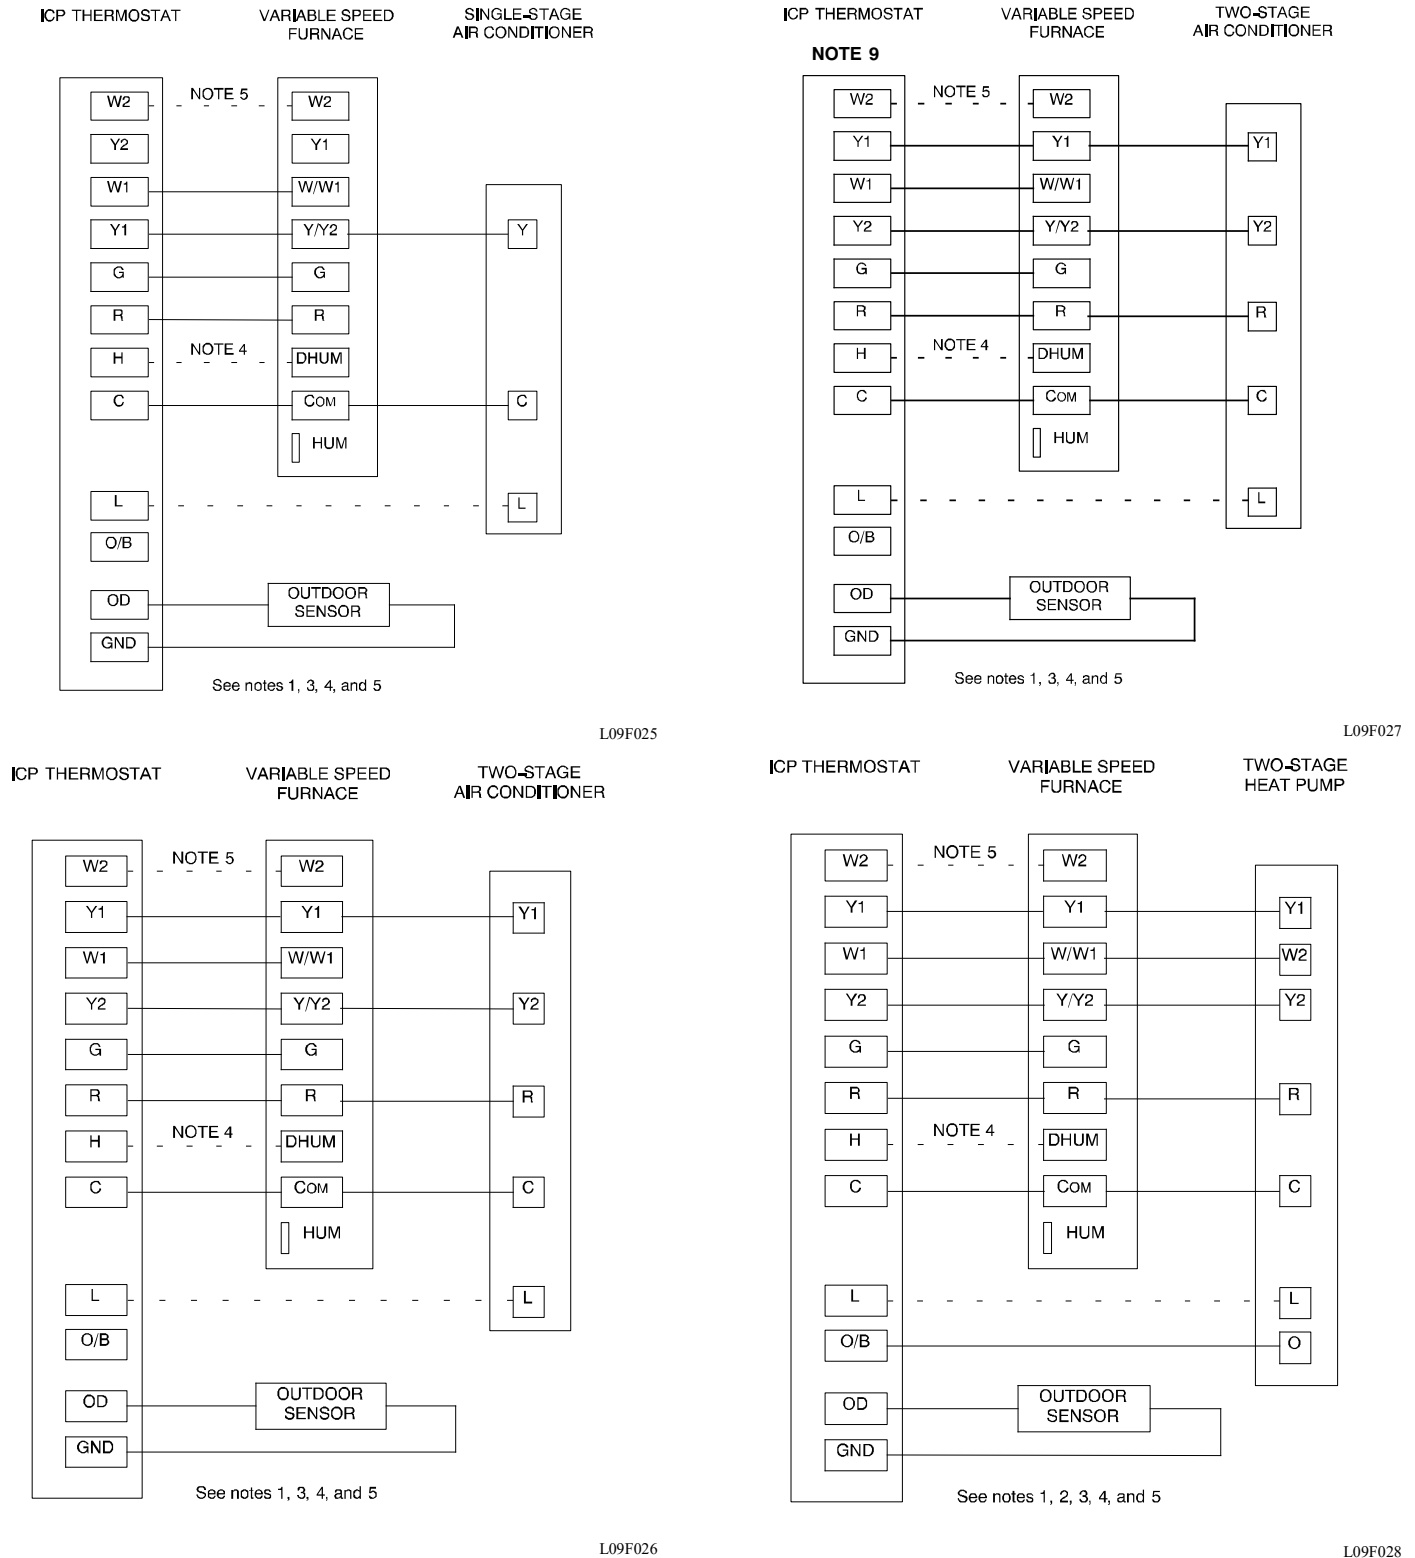 ICP THERMOSTAT
VARIABLE SPEED
FURNACE
SINGLE-STAGE
AIR CONDITIONER
W2
NOTE 5
W2
Y2
Y1
W1
W/W1
Y1
Y/Y2
Y
G
G
R
R
H
NOTE 4
DHUM
C
COM
C
HUM
L
L
O/B
OD
OUTDOOR
SENSOR
GND
See notes 1, 3, 4, and 5
L09F025
ICP THERMOSTAT
VARIABLE SPEED
FURNACE
TWO-STAGE
AIR CONDITIONER
NOTE 9
W2
NOTE 5
W2
Y1
Y1
Y1
W1
W/W1
Y2
Y/Y2
Y2
G
G
R
R
R
H
NOTE 4
DHUM
C
COM
C
HUM
L
L
O/B
OD
OUTDOOR
SENSOR
GND
See notes 1, 3, 4, and 5
L09F027
ICP THERMOSTAT
VARIABLE SPEED
FURNACE
TWO-STAGE
AIR CONDITIONER
W2
NOTE 5
W2
Y1
Y1
Y1
W1
W/W1
Y2
Y/Y2
Y2
G
G
R
R
R
H
NOTE 4
DHUM
C
COM
C
HUM
L
L
O/B
OD
OUTDOOR
SENSOR
GND
See notes 1, 3, 4, and 5
L09F026
ICP THERMOSTAT
VARIABLE SPEED
FURNACE
TWO-STAGE
HEAT PUMP
W2
NOTE 5
W2
Y1
Y1
Y1
W1
W/W1
W2
Y2
Y/Y2
Y2
G
G
R
R
R
H
NOTE 4
DHUM
C
COM
C
HUM
L
L
O/B
O
OD
OUTDOOR
SENSOR
GND
See notes 1, 2, 3, 4, and 5
L09F028